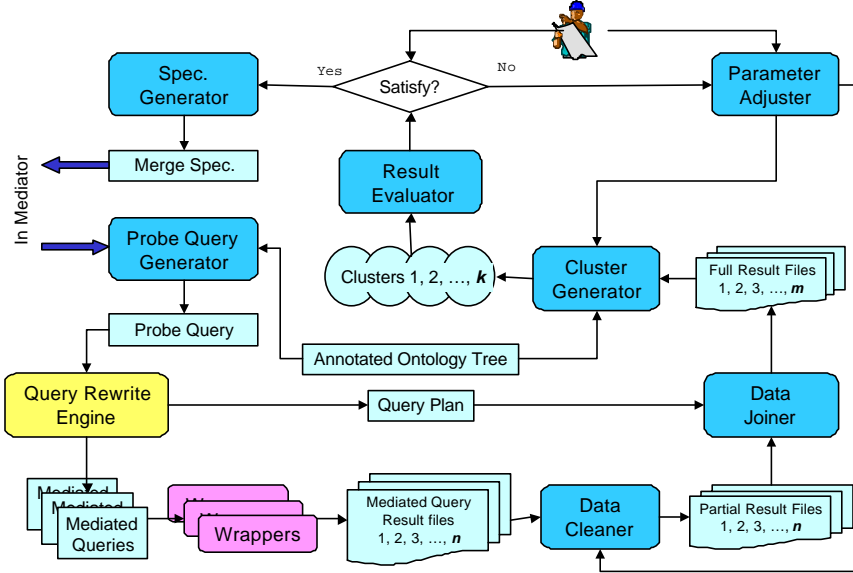 Spec.
Generator
Yes
Satisfy?
No
Parameter
Adjuster
Merge Spec.
Result
Evaluator
In Mediator
Probe Query
Generator
Clusters 1, 2, …, k
Cluster
Generator
Full Result Files
1, 2, 3, …, m
Probe Query
Annotated Ontology Tree
Query Rewrite
Engine
Query Plan
Data
Joiner
Mediated
Mediated
Mediated
Queries
Wrappers
Mediated Query
Result files
1, 2, 3, …, n
Data
Cleaner
Partial Result Files
1, 2, 3, …, n